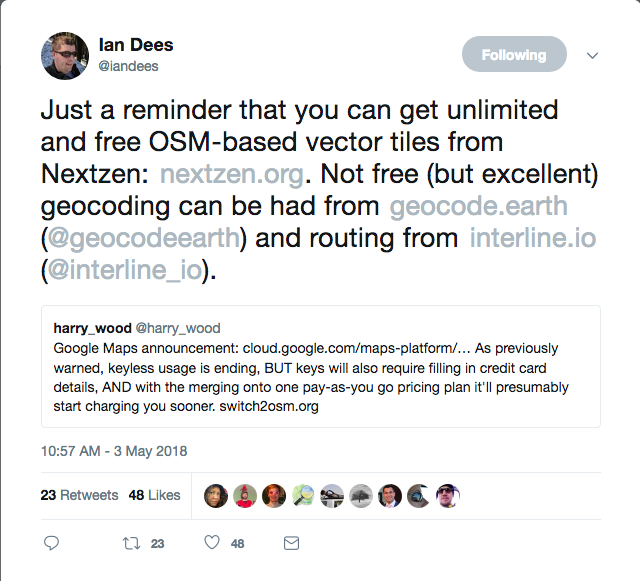 Ian Dees
@iandees
Following
Just a reminder that you can get unlimited
and free OSM-based vector tiles from
Nextzen: nextzen.org. Not free (but excellent)
geocoding can be had from geocode.earth
(@geocodeearth) and routing from interline.io
(@interline_io).
harry_wood @harry_wood
Google Maps announcement: cloud.google.com/maps-platform/… As previously
warned, keyless usage is ending, BUT keys will also require filling in credit card
details, AND with the merging onto one pay-as-you go pricing plan it'll presumably
start charging you sooner. switch2osm.org
10:57 AM - 3 May 2018
23 Retweets 48 Likes
23 48